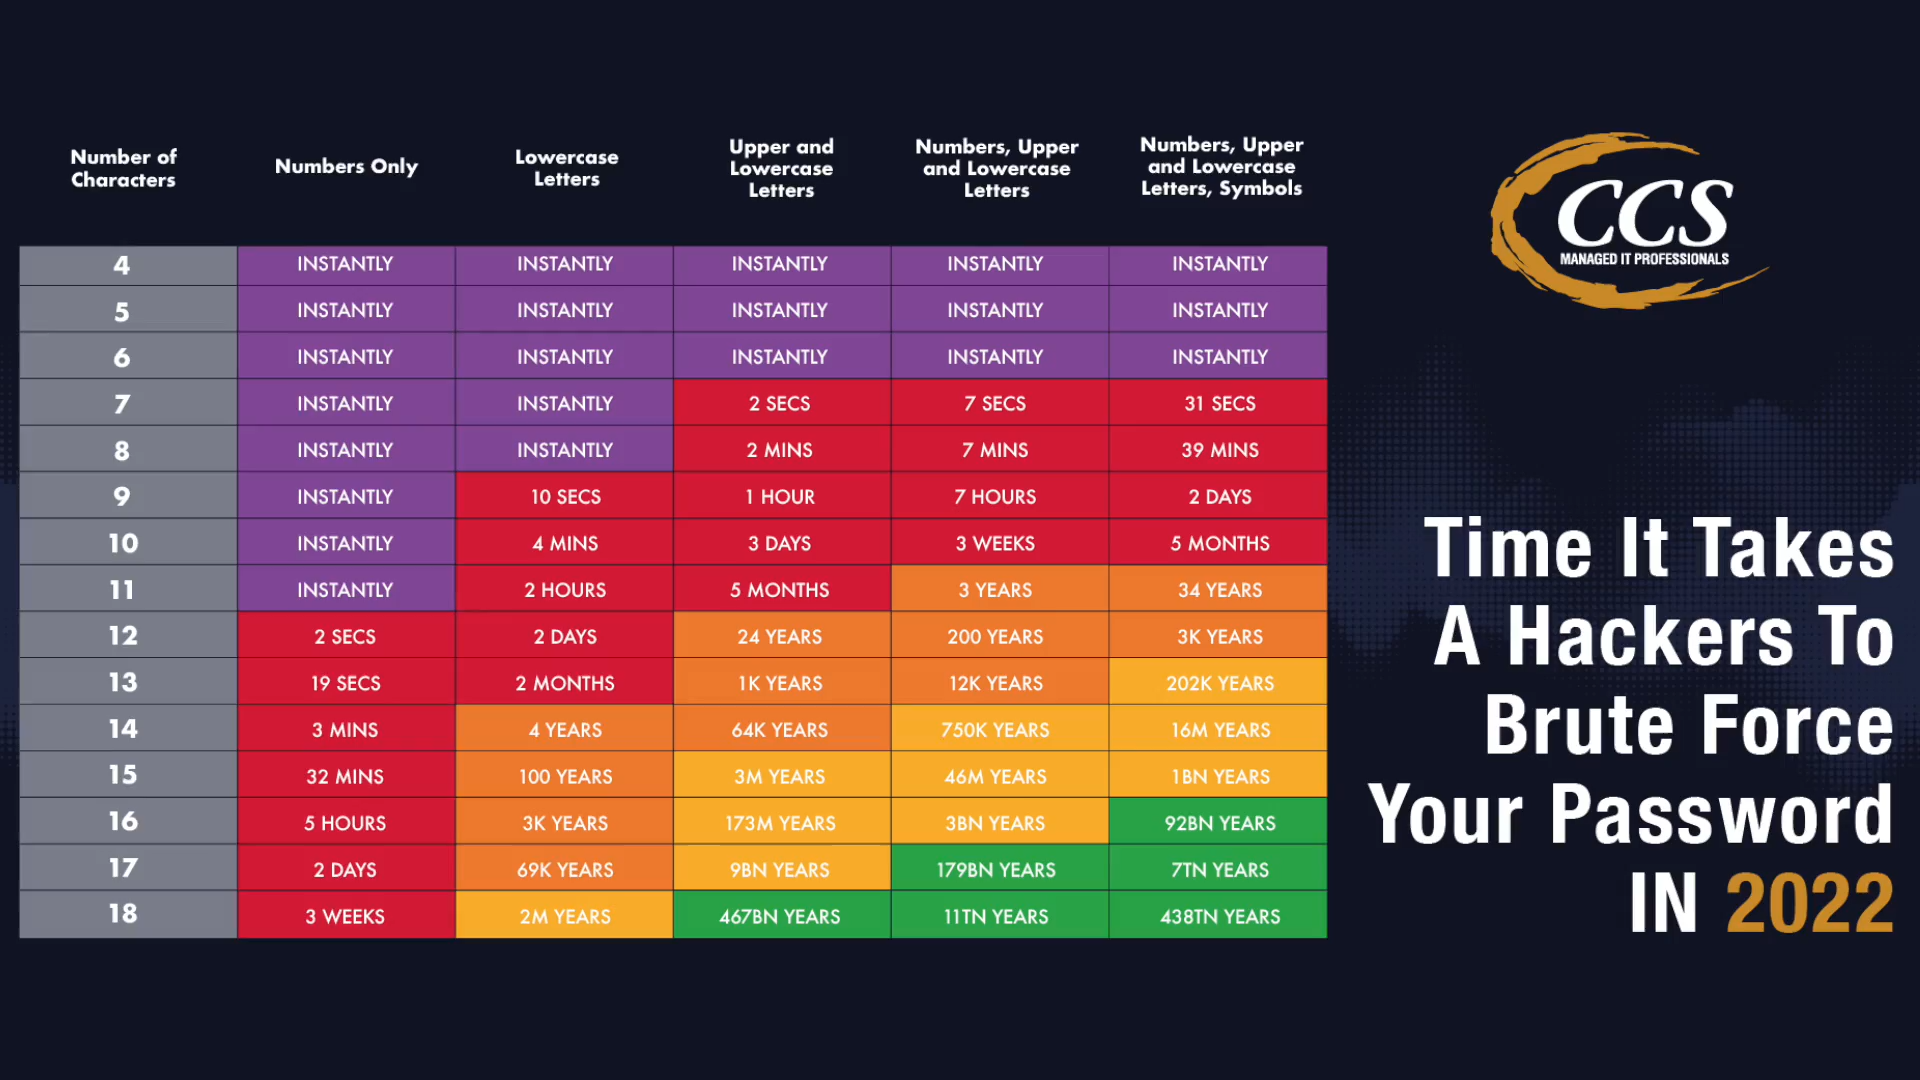 Number of
Characters
Numbers Only
Lowercase
Letters
Upper and
Lowercase
Letters
Numbers, Upper
and Lowercase
Letters
Numbers, Upper
and Lowercase
Letters, Symbols
4 INSTANTLY INSTANTLY INSTANTLY INSTANTLY INSTANTLY
5 INSTANTLY INSTANTLY INSTANTLY INSTANTLY INSTANTLY
6 INSTANTLY INSTANTLY INSTANTLY INSTANTLY INSTANTLY
7 INSTANTLY INSTANTLY 2 SECS 7 SECS 31 SECS
8 INSTANTLY INSTANTLY 2 MINS 7 MINS 39 MINS
9 INSTANTLY 10 SECS 1 HOUR 7 HOURS 2 DAYS
10 INSTANTLY 4 MINS 3 DAYS 3 WEEKS 5 MONTHS
11 INSTANTLY 2 HOURS 5 MONTHS 3 YEARS 34 YEARS
12 2 SECS 2 DAYS 24 YEARS 200 YEARS 3K YEARS
13 19 SECS 2 MONTHS 1K YEARS 12K YEARS 202K YEARS
14 3 MINS 4 YEARS 64K YEARS 750K YEARS 16M YEARS
15 32 MINS 100 YEARS 3M YEARS 46M YEARS 1BN YEARS
16 5 HOURS 3K YEARS 173M YEARS 3BN YEARS 92BN YEARS
17 2 DAYS 69K YEARS 9BN YEARS 179BN YEARS 7TN YEARS
18 3 WEEKS 2M YEARS 467BN YEARS 11TN YEARS 438TN YEARS
CCS
MANAGED IT PROFESSIONALS
Time It Takes
A Hackers To
Brute Force
Your Password
IN 2022